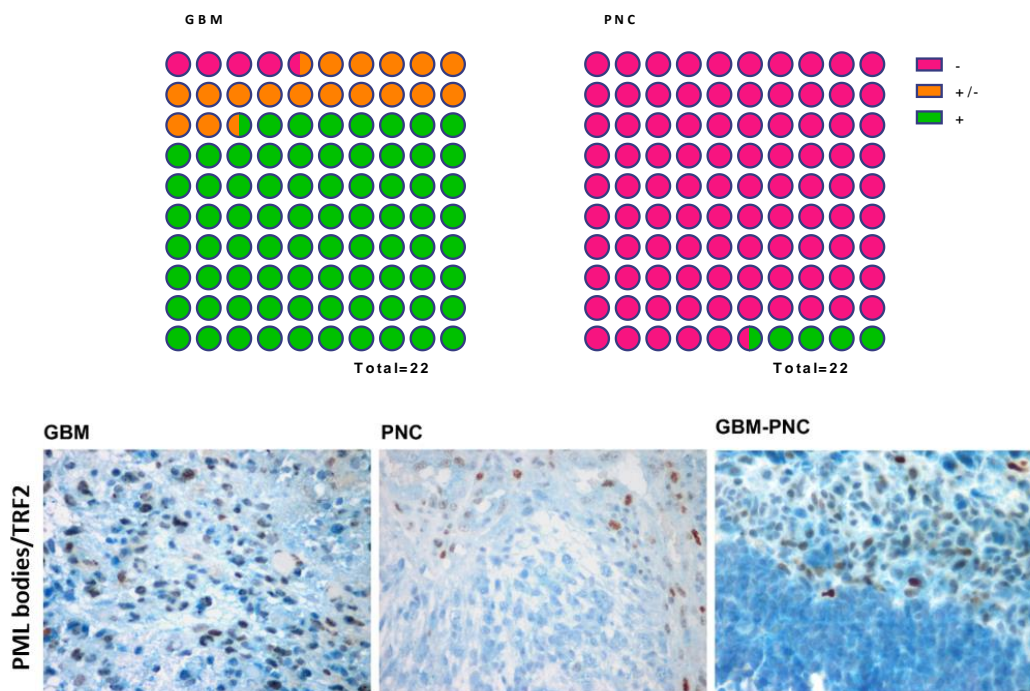 GBM
PNC
-
+/-
+
Total=22
Total=22
GBM
PNC
GBM-PNC
PML bodies/TRF2